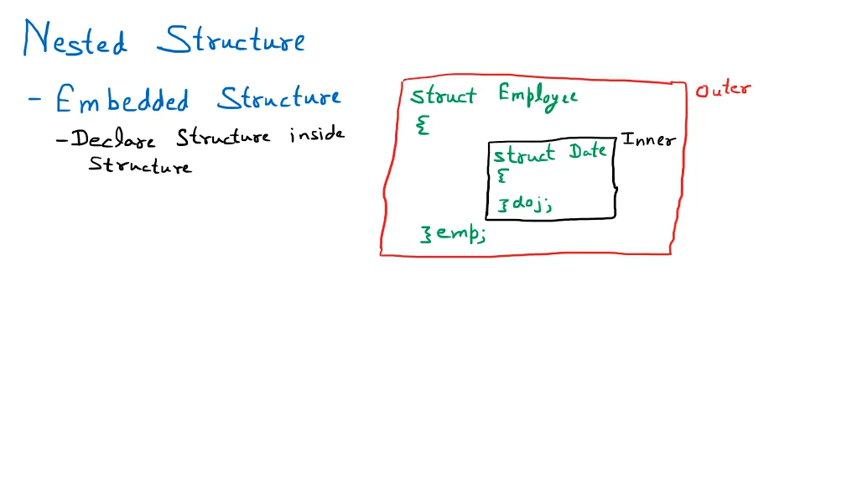 Nested Structure
- Embedded Structure
- Declare Structure inside
Structure
struct Employee
{
struct Date
{
} doj;
} emp;
Inner
Outer